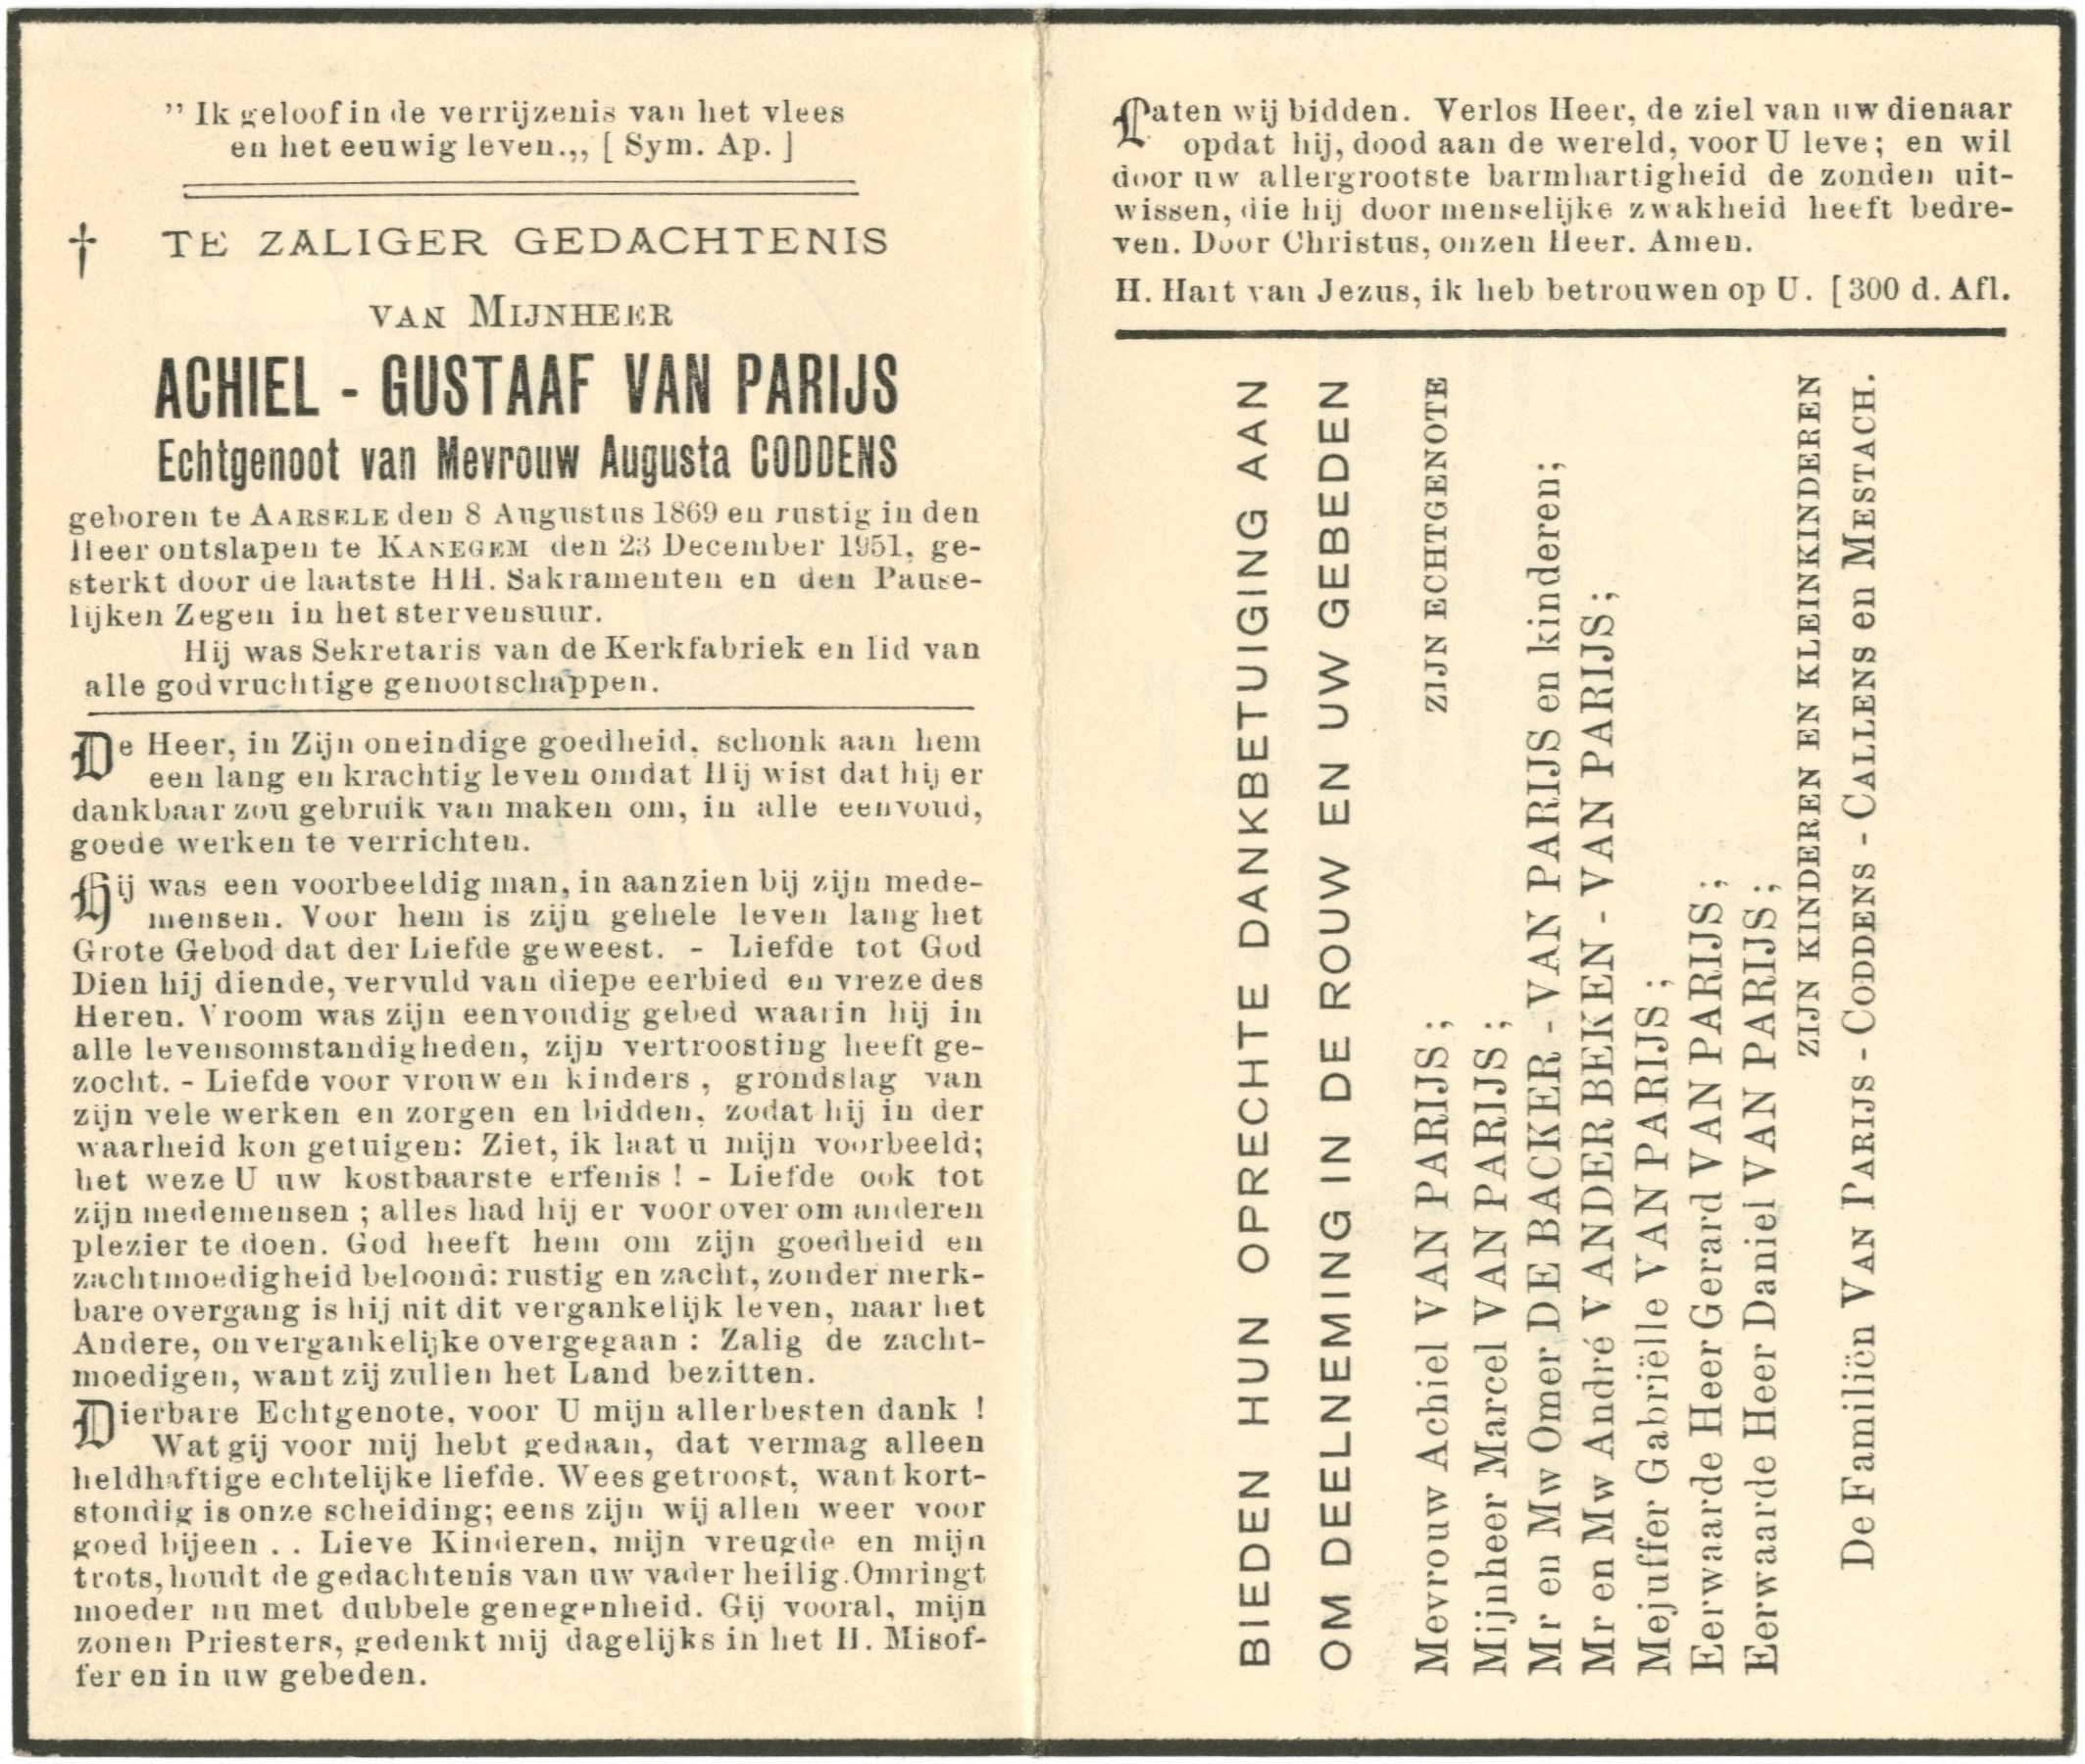 ” Ik geloof in de verrijzenis van het vlees
en het eeuwig leven.,, [ Sym. Ap. ]
† TE ZALIGER GEDACHTENIS
VAN MIJNHEER
ACHIEL - GUSTAAF VAN PARIJS
Echtgenoot van Mevrouw Augusta CODDENS
geboren te AARSELE den 8 Augustus 1869 en rustig in den
Heer ontslapen te KANEGEM den 23 December 1951, ge-
sterkt door de laatste HH. Sakramenten en den Pause-
lijken Zegen in het stervensuur.
Hij was Sekretaris van de Kerkfabriek en lid van
alle godvruchtige genootschappen.
De Heer, in Zijn oneindige goedheid, schonk aan hem
een lang en krachtig leven omdat Hij wist dat hij er
dankbaar zou gebruik van maken om, in alle eenvoud,
goede werken te verrichten.
Hij was een voorbeeldig man, in aanzien bij zijn mede-
mensen. Voor hem is zijn gehele leven lang het
Grote Gebod dat der Liefde geweest. - Liefde tot God
Dien hij diende, vervuld van diepe eerbied en vreze des
Heren. Vroom was zijn eenvoudig gebed waarin hij in
alle levensomstandigheden, zijn vertroosting heeft ge-
zocht. - Liefde voor vrouw en kinders, grondslag van
zijn vele werken en zorgen en bidden, zodat hij in der
waarheid kon getuigen: Ziet, ik laat u mijn voorbeeld;
het weze U uw kostbaarste erfenis ! - Liefde ook tot
zijn medemensen ; alles had hij er voor over om anderen
plezier te doen. God heeft hem om zijn goedheid en
zachtmoedigheid beloond: rustig en zacht, zonder merk-
bare overgang is hij uit dit vergankelijk leven, naar het
Andere, onvergankelijke overgegaan : Zalig de zacht-
moedigen, want zij zullen het Land bezitten.
Dierbare Echtgenote, voor U mijn allerbesten dank !
Wat gij voor mij hebt gedaan, dat vermag alleen
heldhaftige echtelijke liefde. Wees getroost, want kort-
stondig is onze scheiding; eens zijn wij allen weer voor
goed bijeen . . Lieve Kinderen, mijn vreugde en mijn
trots, houdt de gedachtenis van uw vader heilig. Omringt
moeder nu met dubbele genegenheid. Gij vooral, mijn
zonen Priesters, gedenkt mij dagelijks in het H. Misof-
fer en in uw gebeden.
Laten wij bidden. Verlos Heer, de ziel van uw dienaar
opdat hij, dood aan de wereld, voor U leve; en wil
door uw allergrootste barmhartigheid de zonden uit-
wissen, die hij door menselijke zwakheid heeft bedre-
ven. Door Christus, onzen Heer. Amen.
H. Hart van Jezus, ik heb betrouwen op U. [300 d. Afl.
BIEDEN HUN OPRECHTE DANKBETUIGING AAN
OM DEELNEMING IN DE ROUW EN UW GEBEDEN
ZIJN ECHTGENOTE
Mevrouw Achiel VAN PARIJS ;
Mijnheer Marcel VAN PARIJS ;
Mr en Mw Omer DE BACKER - VAN PARIJS en kinderen;
Mr en Mw André VANDERBEKEN - VAN PARIJS ;
Mejuffer Gabriëlle VAN PARIJS ;
Eerwaarde Heer Gerard VAN PARIJS ;
Eerwaarde Heer Daniel VAN PARIJS ;
ZIJN KINDEREN EN KLEINKINDEREN
De Familiën VAN PARIJS - CODDENS - CALLENS en MESTACH.